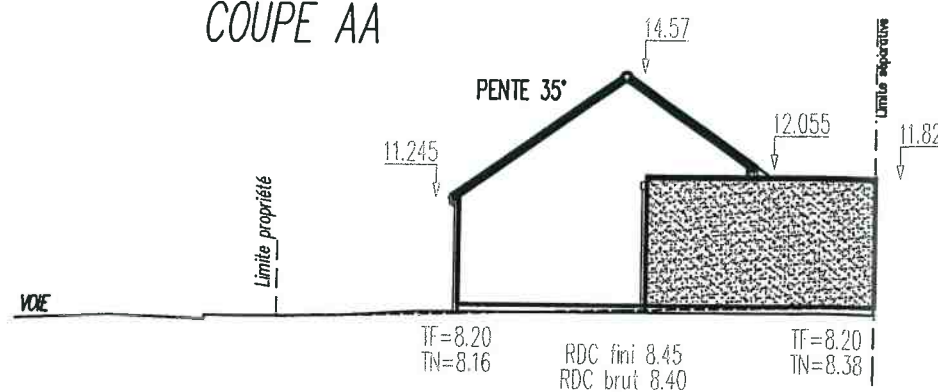 COUPE AA
14.57
Limite séparative
PENTE 35°
12.055
11.82
11.245
Limite propriété
VOIE
TF=8.20
TN=8.16
RDC fini 8.45
RDC brut 8.40
TF=8.20
TN=8.38